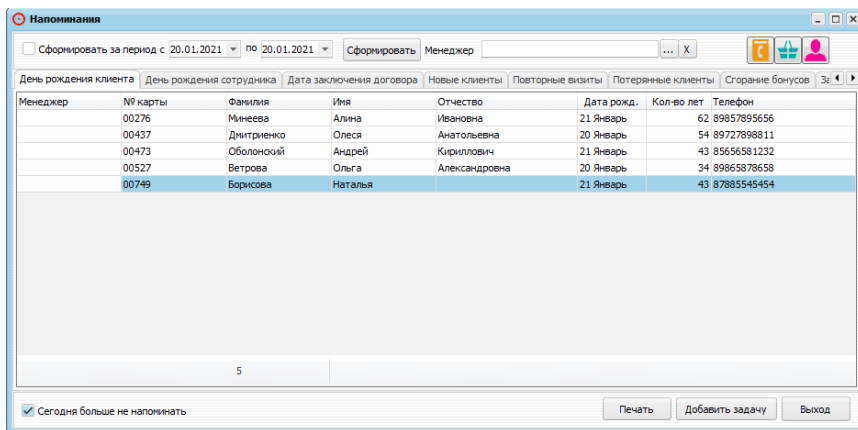 Напоминания
Сформировать за период с 20.01.2021 по 20.01.2021 Сформировать Менеджер ... X
День рождения клиента День рождения сотрудника Дата заключения договора Новые клиенты Повторные визиты Потерянные клиенты Сгорание бонусов
Менеджер № карты Фамилия Имя Отчество Дата рожд. Кол-во лет Телефон
00276 Минеева Алина Ивановна 21 Январь 62 89857895656
00437 Дмитриенко Олеся Анатольевна 20 Январь 54 89727898811
00473 Оболонский Андрей Кириллович 21 Январь 43 85656581232
00527 Ветрова Ольга Александровна 20 Январь 34 89865878658
00749 Борисова Наталья 21 Январь 43 87885545454
5
Сегодня больше не напоминать Печать Добавить задачу Выход